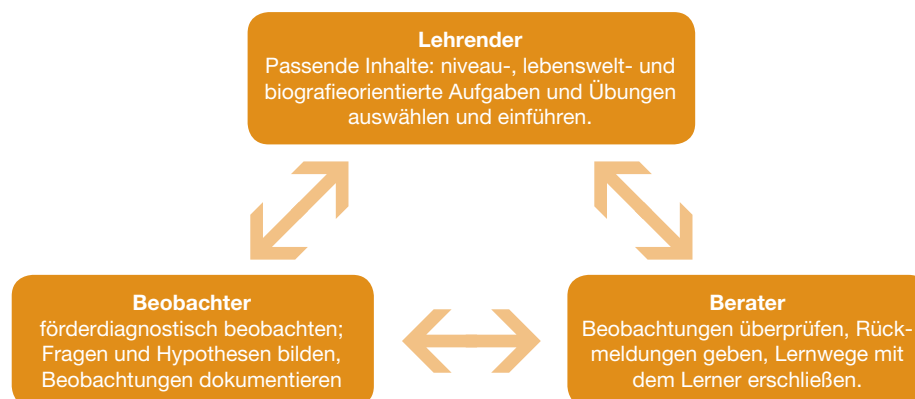 Lehrender
Passende Inhalte: niveau-, lebenswelt- und
biografieorientierte Aufgaben und Übungen
auswählen und einführen.
Beobachter
förderdiagnostisch beobachten;
Fragen und Hypothesen bilden,
Beobachtungen dokumentieren
Berater
Beobachtungen überprüfen, Rück-
meldungen geben, Lernwege mit
dem Lerner erschließen.